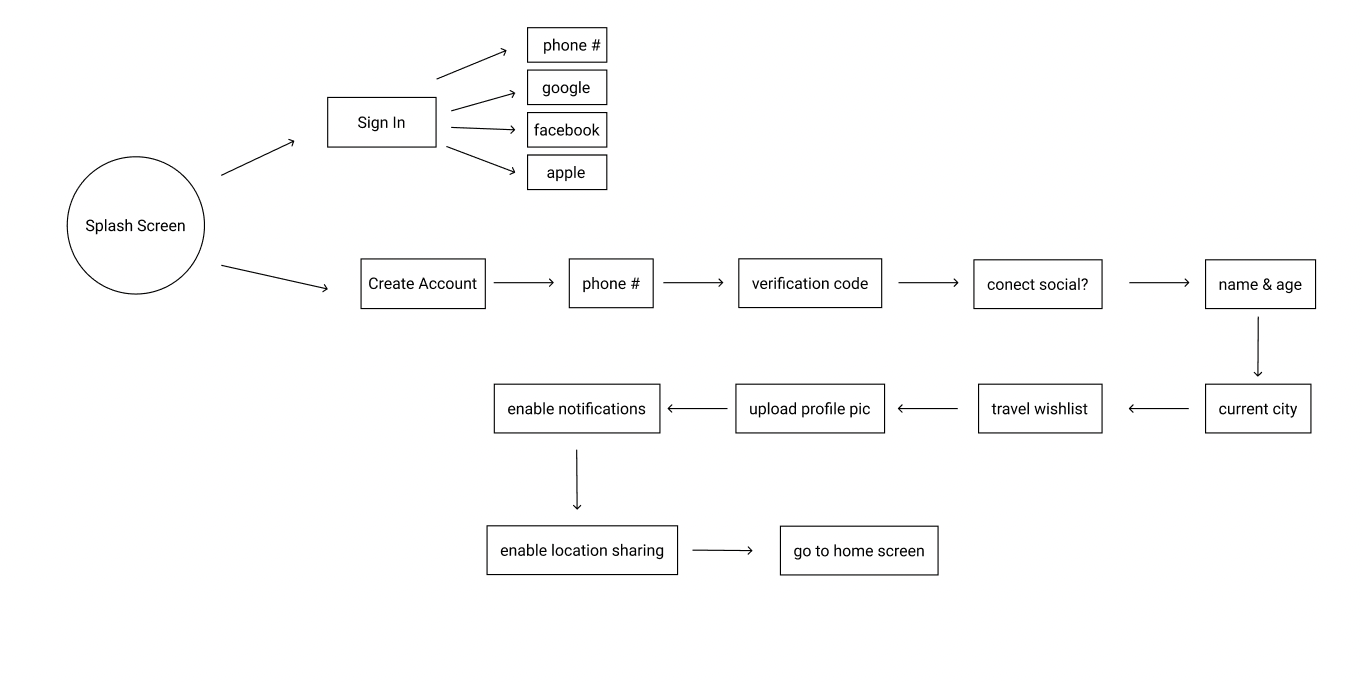 phone #
google
Sign In
facebook
apple
Splash Screen
Create Account
phone #
verification code
conect social?
name & age
current city
travel wishlist
upload profile pic
enable notifications
enable location sharing
go to home screen